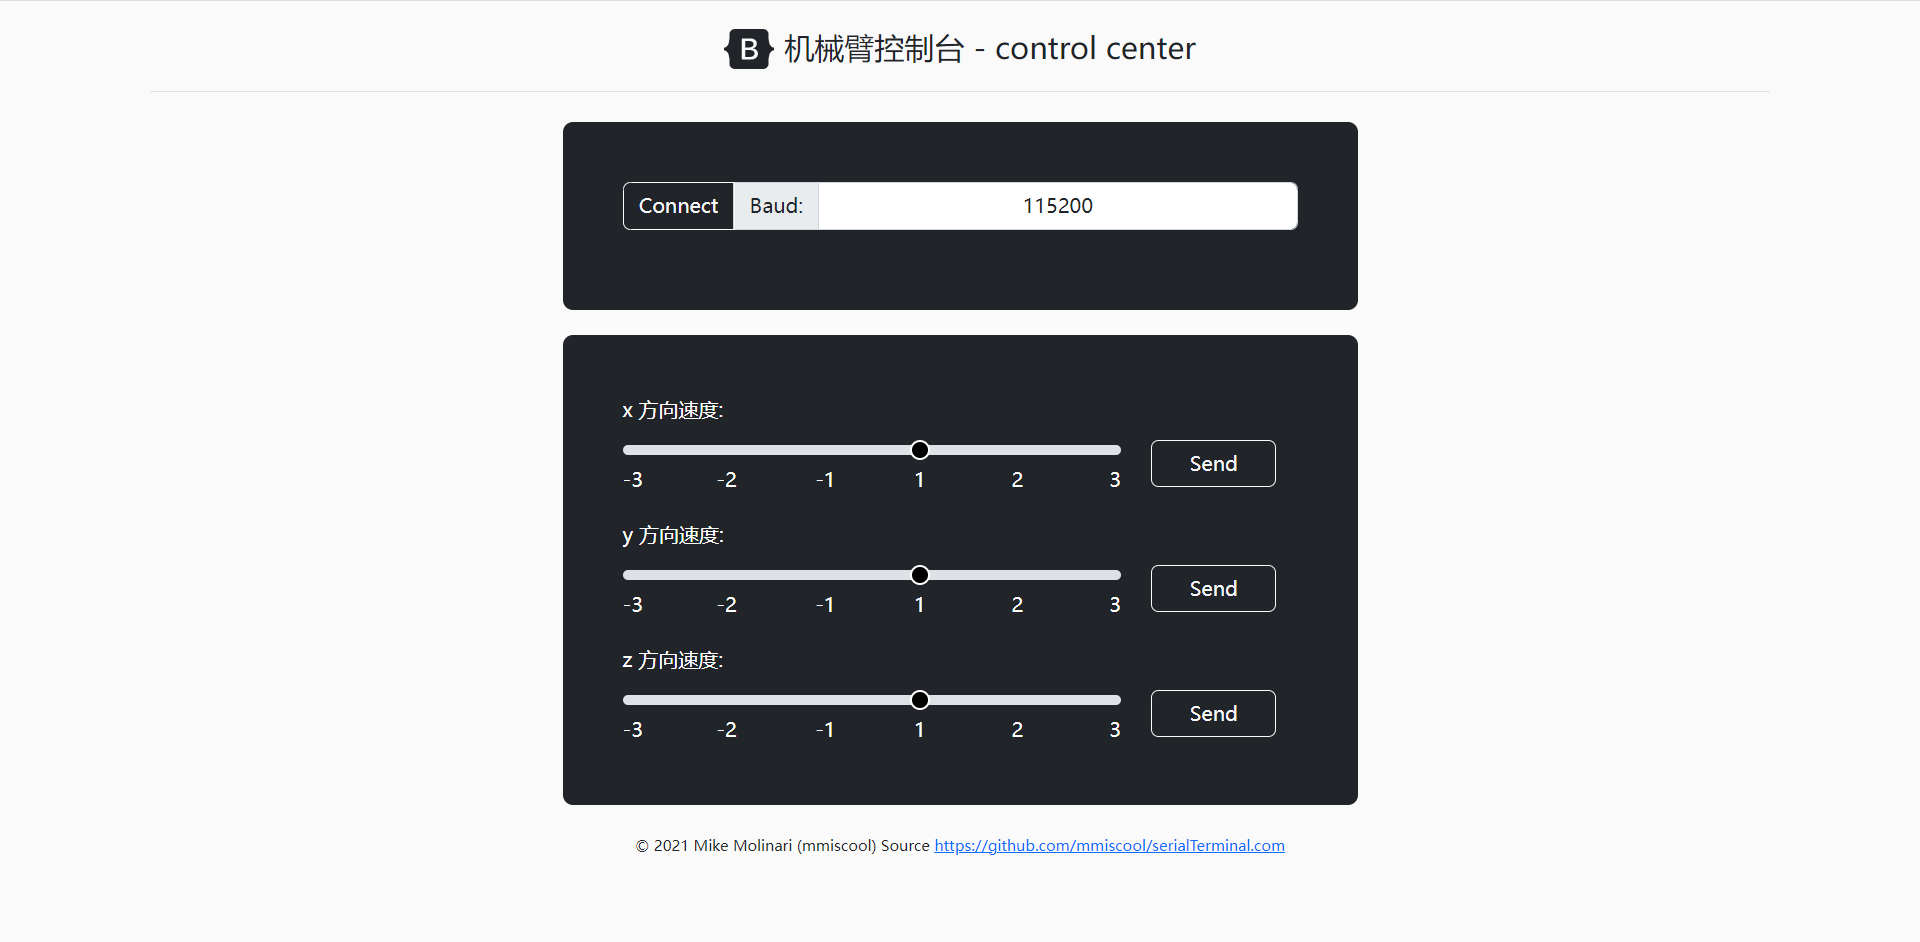 B 机械臂控制台 - control center
Connect Baud: 115200
x 方向速度:
-3 -2 -1 1 2 3
Send
y 方向速度:
-3 -2 -1 1 2 3
Send
z 方向速度:
-3 -2 -1 1 2 3
Send
© 2021 Mike Molinari (mmiscool) Source https://github.com/mmiscool/serialTerminal.com